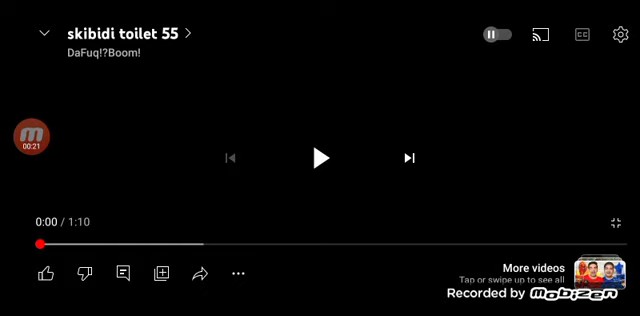 skibidi toilet 55
DaFuq!?Boom!
CC
m
00:21
0:00 / 1:10
More videos
Tap or swipe up to see all
Recorded by mobizen